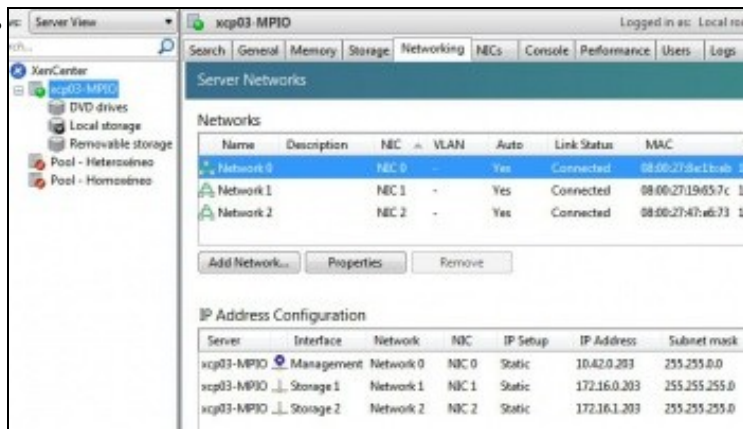 ws: Server View
xcp03-MPIO
Logged in as: Local roo
Search General Memory Storage Networking NICs Console Performance Users Logs
XenCenter
xcp03-MPIO
DVD drives
Local storage
Removable storage
Pool - Heteroxéneo
Pool - Homoxéneo
Server Networks
Networks
Name Description NIC VLAN Auto Link Status MAC
Network 0 NIC 0 - Yes Connected
Network 1 NIC 1 - Yes Connected 08:00:27:19:65:7c 1
Network 2 NIC 2 - Yes Connected 08:00:27:47:e6:73 1
Add Network... Properties Remove
IP Address Configuration
Server Interface Network NIC IP Setup IP Address Subnet mask
xcp03-MPIO Management Network 0 NIC 0 Static 10.42.0.203 255.255.0.0
xcp03-MPIO Storage 1 Network 1 NIC 1 Static 172.16.0.203 255.255.255.0
xcp03-MPIO Storage 2 Network 2 NIC 2 Static 172.16.1.203 255.255.255.0